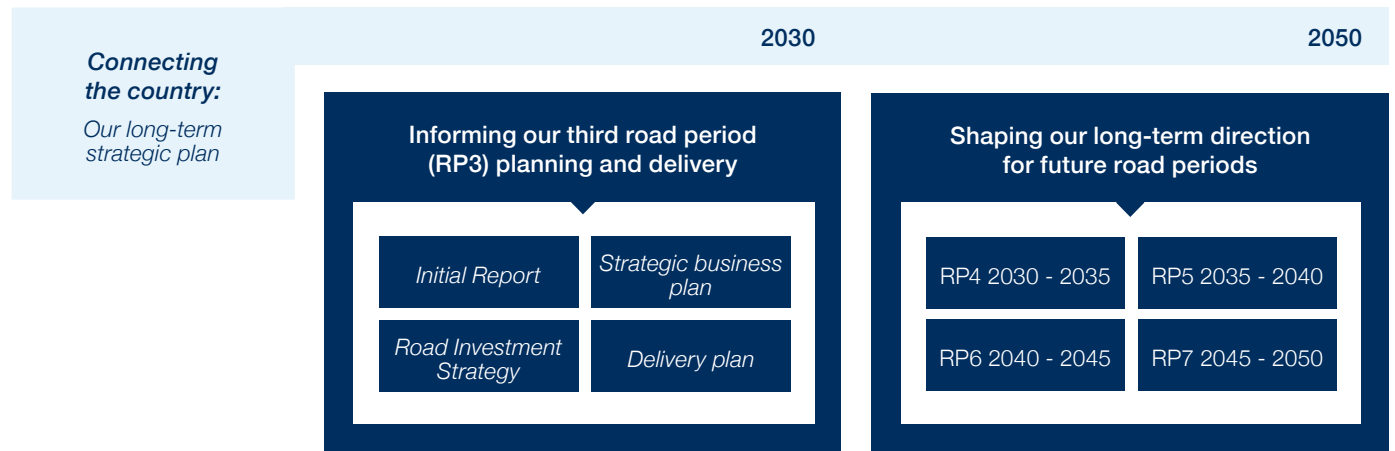 Connecting
the country:
Our long-term
strategic plan
2030
2050
Informing our third road period
(RP3) planning and delivery
Initial Report
Strategic business
plan
Road Investment
Strategy
Delivery plan
Shaping our long-term direction
for future road periods
RP4 2030 - 2035
RP5 2035 - 2040
RP6 2040 - 2045
RP7 2045 - 2050